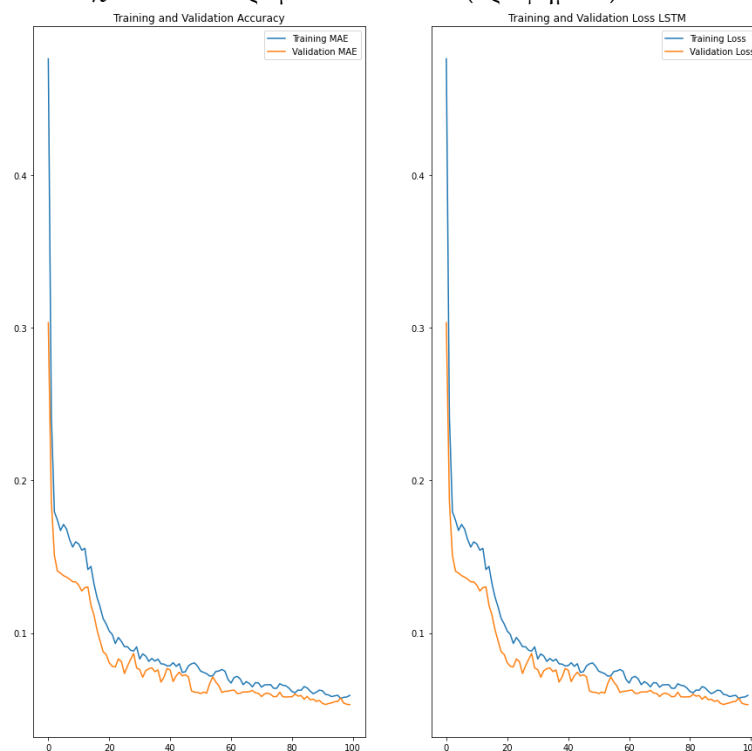 Training and Validation Accuracy
Training MAE
Validation MAE
0.4
0.3
0.2
0.1
0 20 40 60 80 100
Training and Validation Loss LSTM
Training Loss
Validation Loss
0.4
0.3
0.2
0.1
0 20 40 60 80